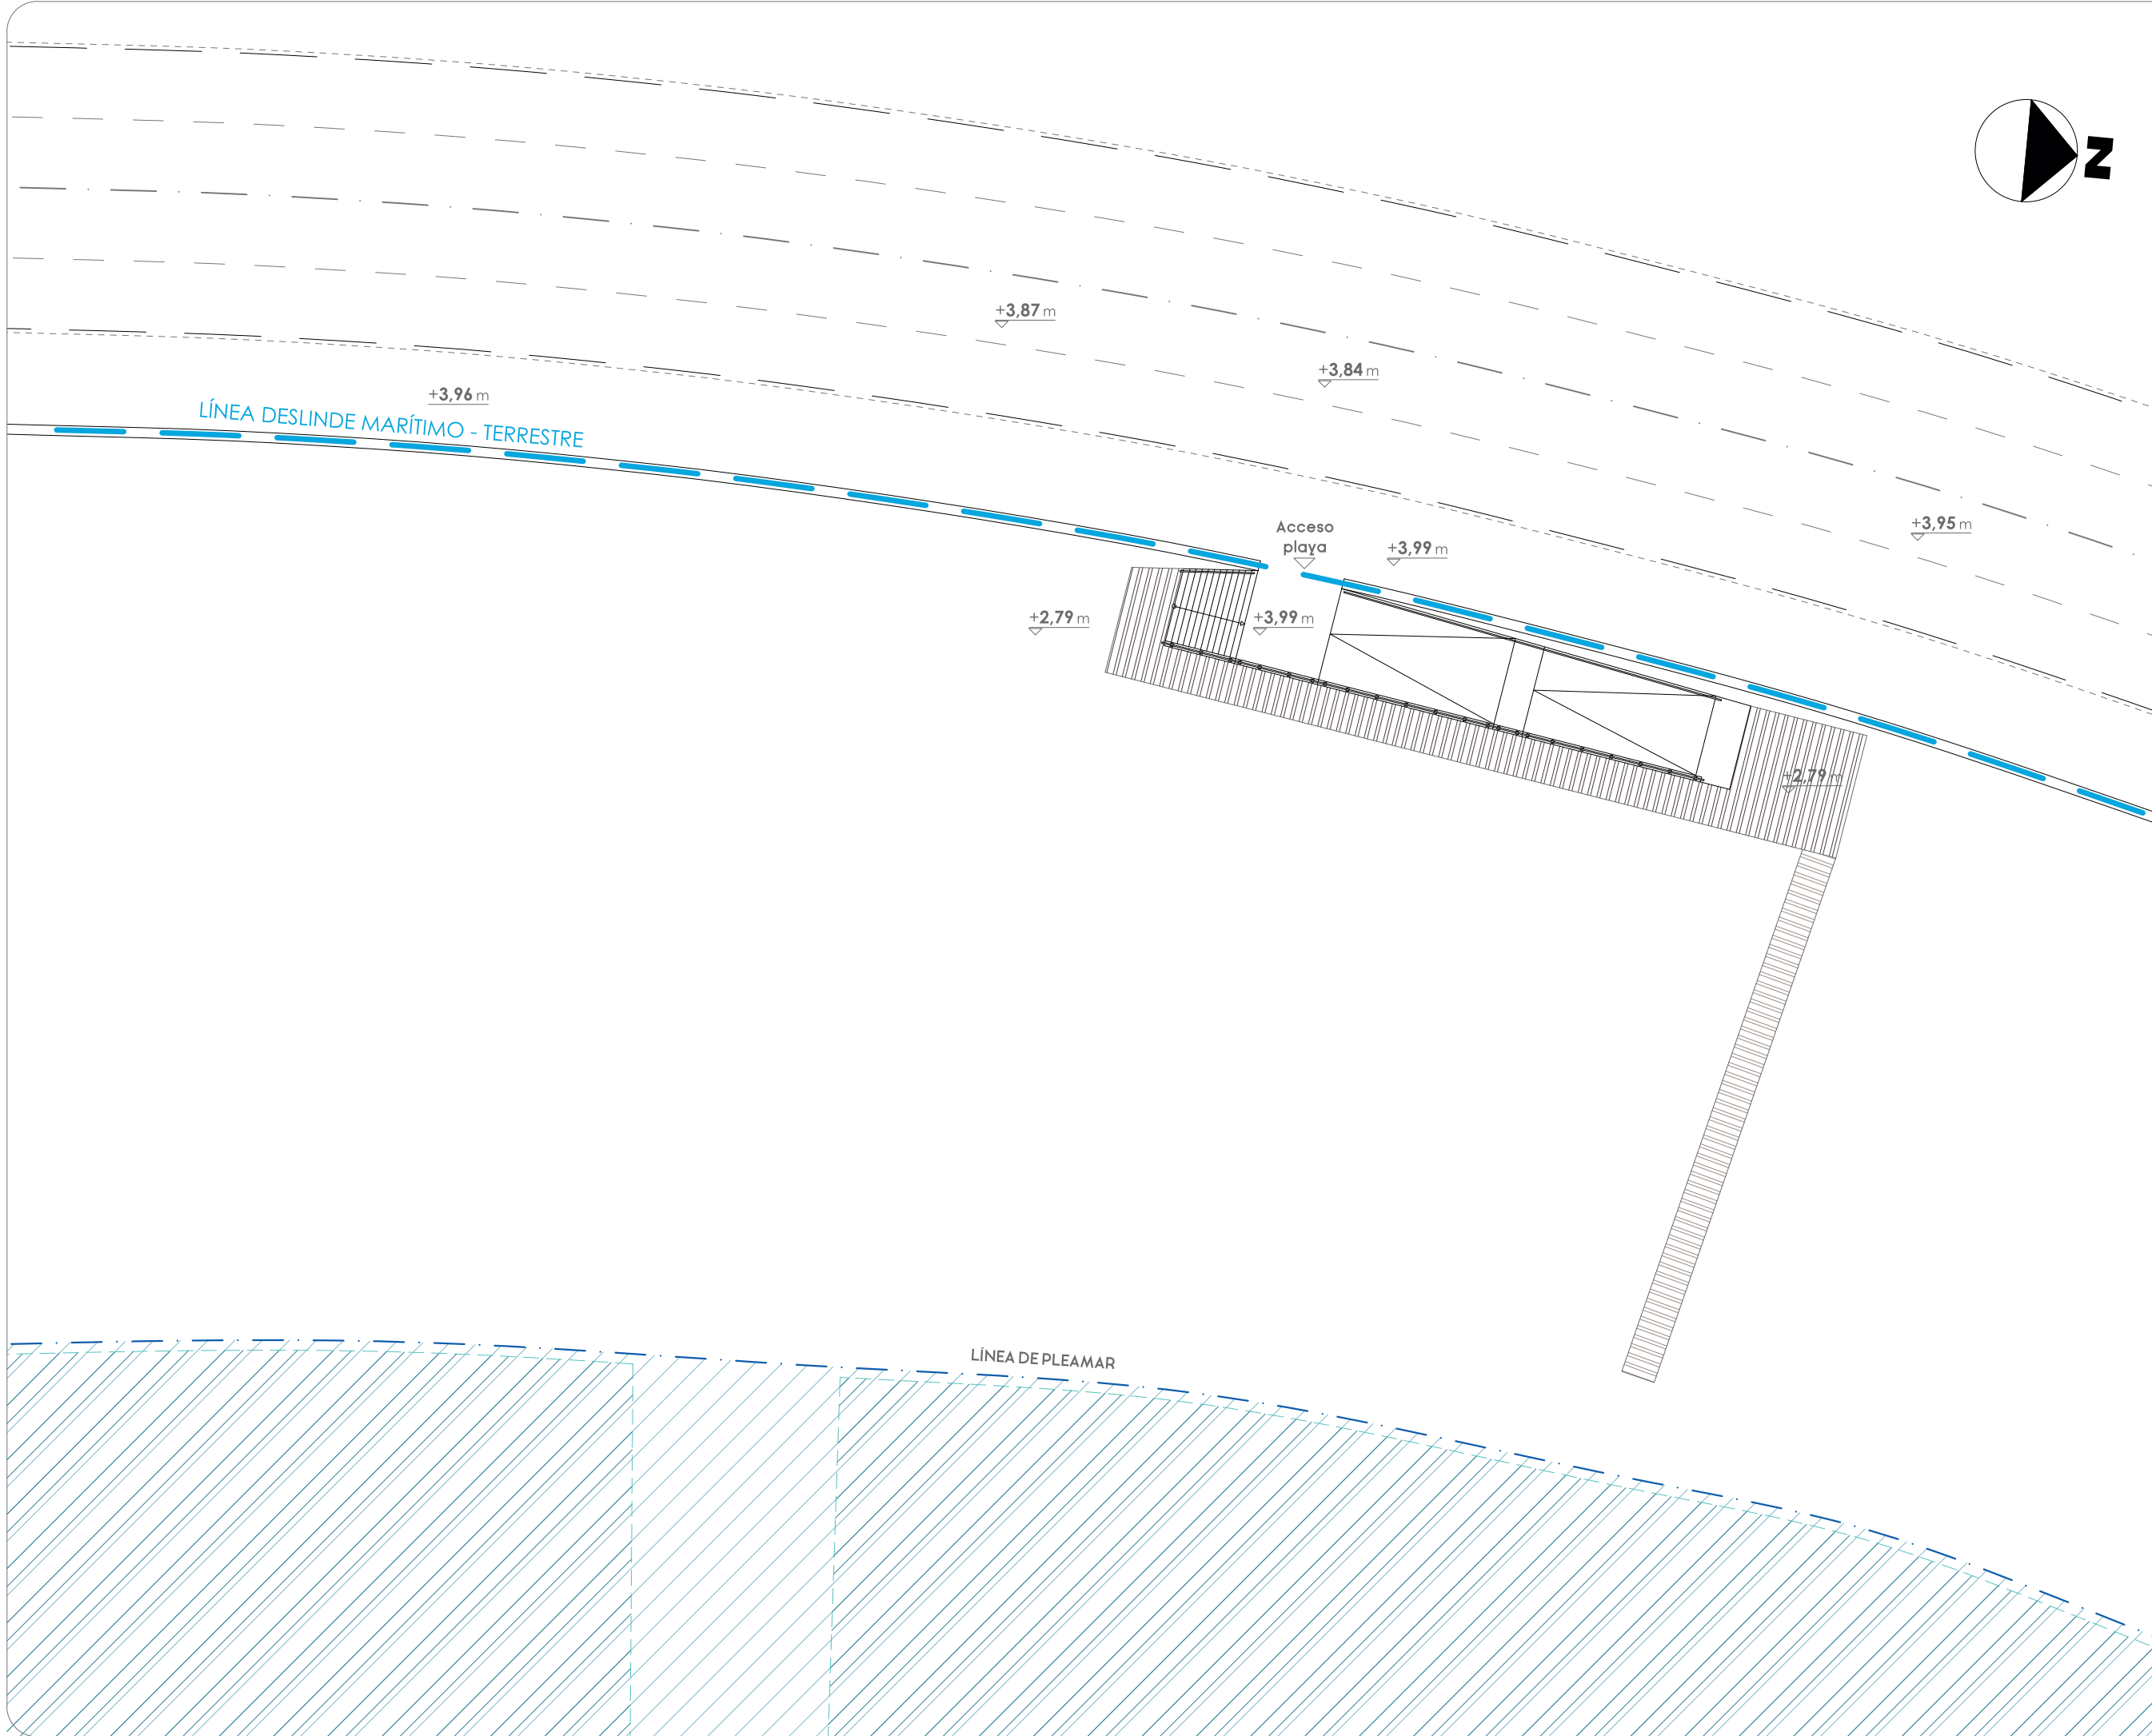 N
+3,87 m
+3,84 m
+3,96 m
LÍNEA DESLINDE MARÍTIMO - TERRESTRE
+3,95 m
Acceso
playa
+3,99 m
+2,79 m
+3,99 m
+2,79 m
LÍNEA DE PLEAMAR